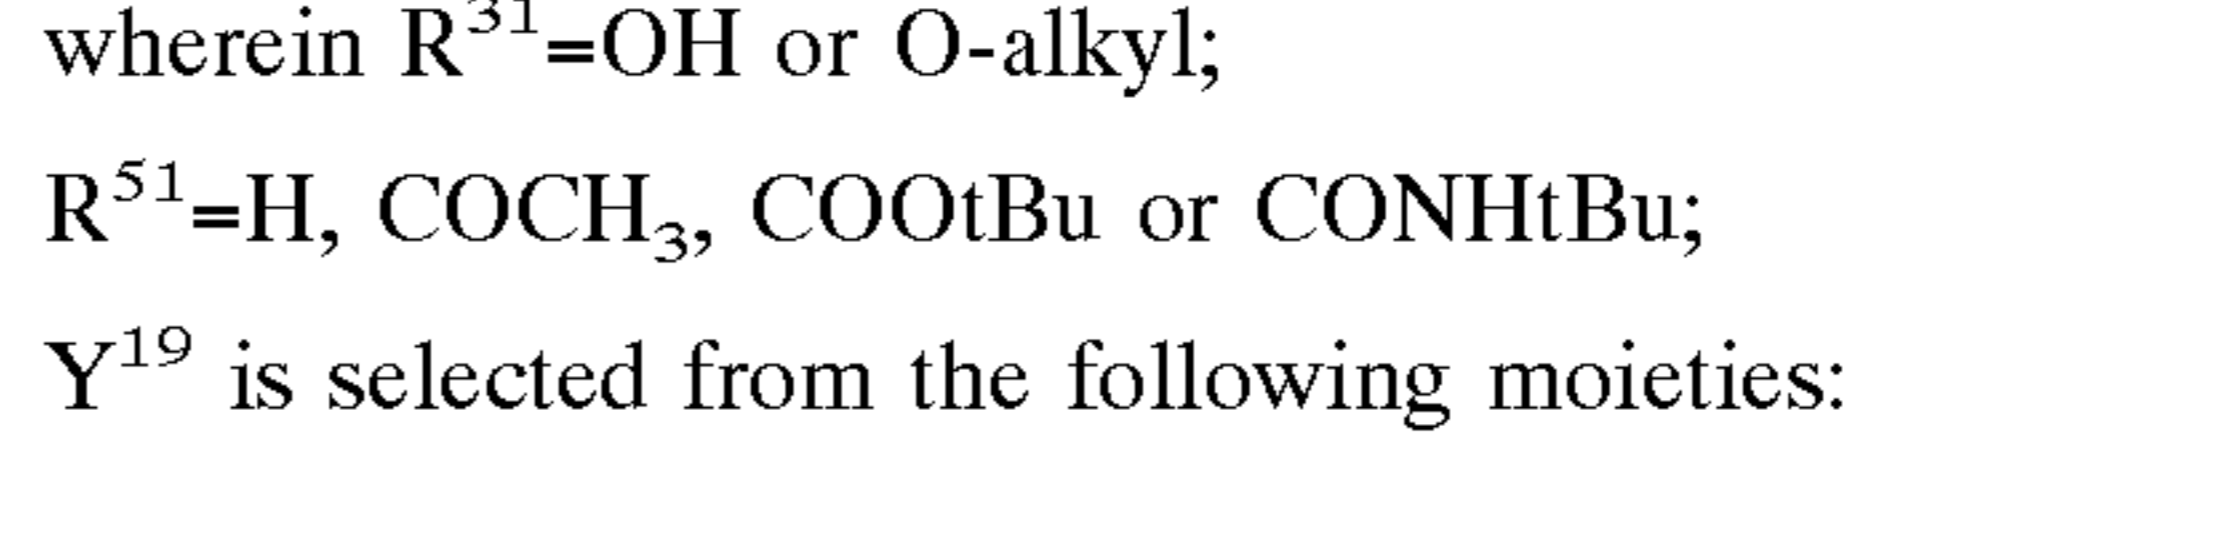 wherein R³¹=OH or O-alkyl;
R⁵¹=H, COCH₃, COOtBu or CONHtBu;
Y¹⁹ is selected from the following moieties: